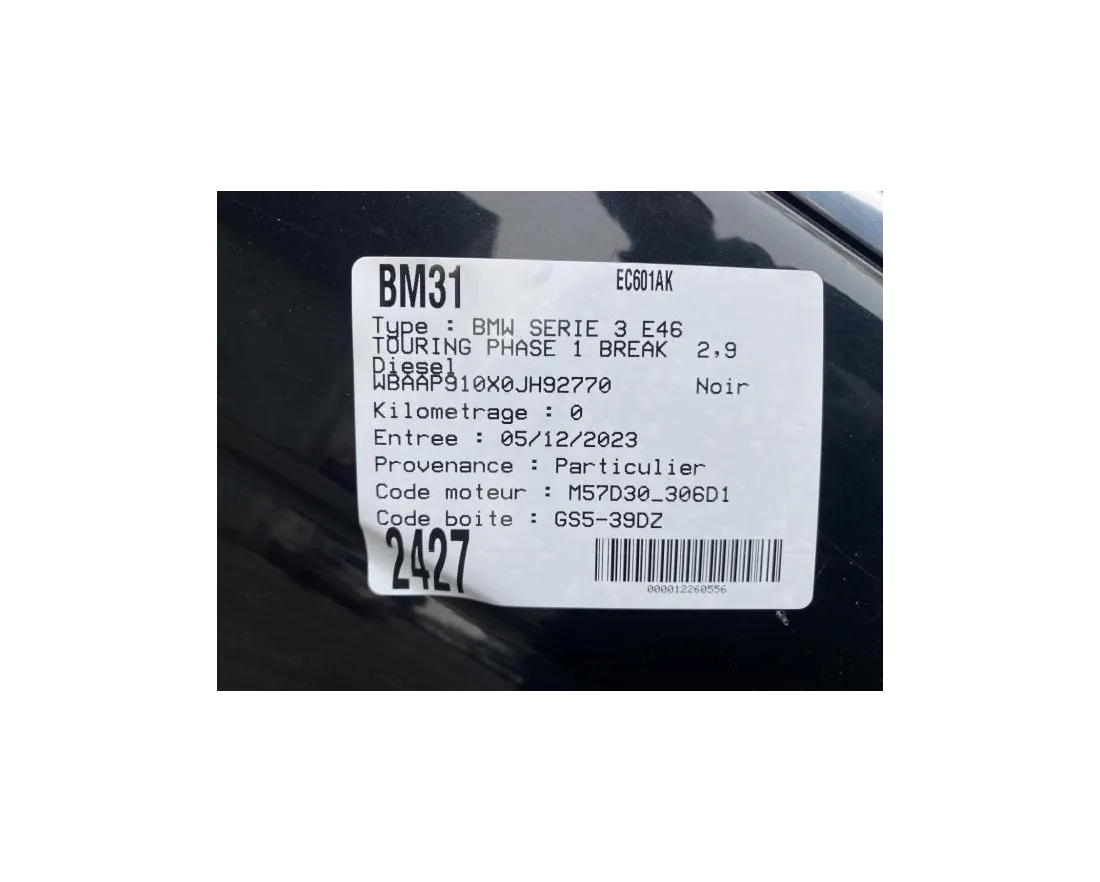 BM31 EC601AK
Type : BMW SERIE 3 E46
TOURING PHASE 1 BREAK 2,9
Diesel
WBAAP910X0JH92770 Noir
Kilometrage : 0
Entree : 05/12/2023
Provenance : Particulier
Code moteur : M57D30_306D1
Code boite : GS5-39DZ
2427
000012260556